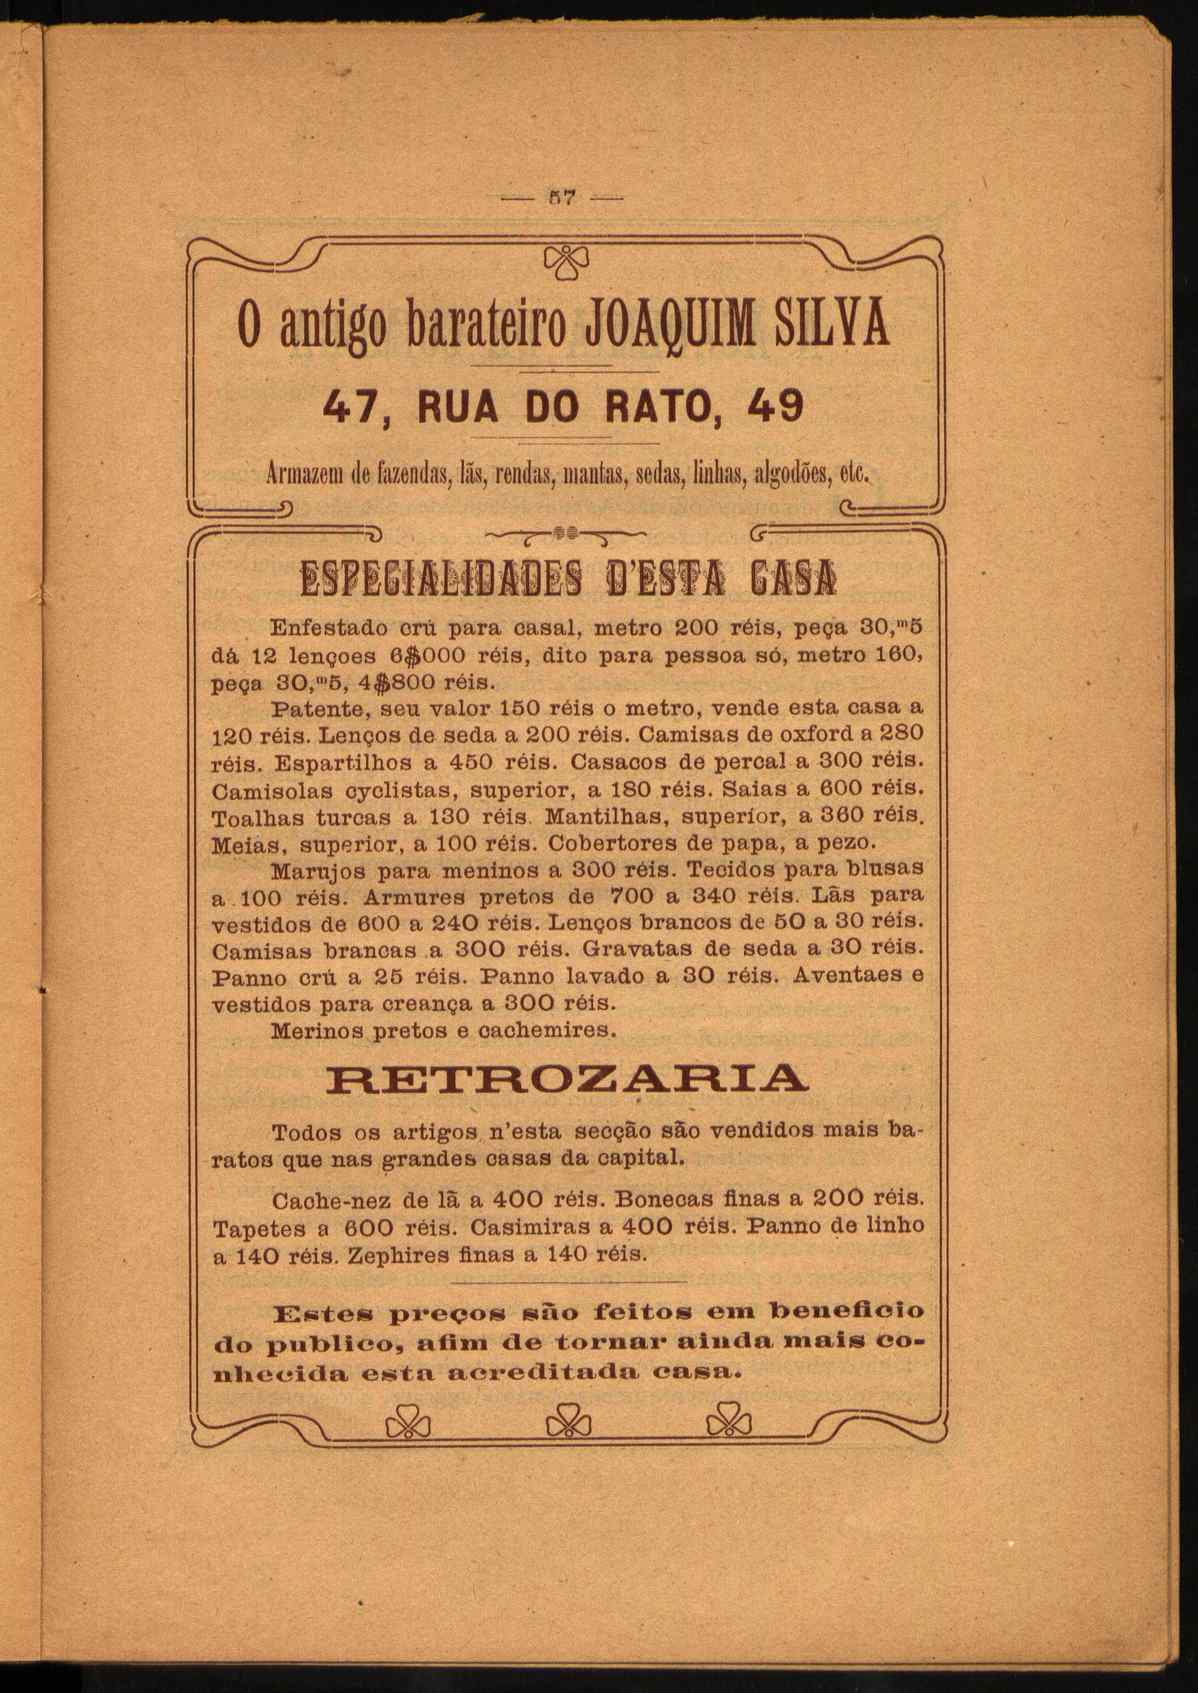 — 57 —
O antigo barateiro JOAQUIM SILVA
47, RUA DO RATO, 49
Armazem de fazendas, lãs, rendas, mantas, sedas, linhas, algodões, etc.
ESPECIALIDADES D'ESTA CASA
Enfestado crú para casal, metro 200 réis, peça 30,ᵐ5
dá 12 lençoes 6$000 réis, dito para pessoa só, metro 160,
peça 30,ᵐ5, 4$800 réis.
Patente, seu valor 150 réis o metro, vende esta casa a
120 réis. Lenços de seda a 200 réis. Camisas de oxford a 280
réis. Espartilhos a 450 réis. Casacos de percal a 300 réis.
Camisolas cyclistas, superior, a 180 réis. Saias a 600 réis.
Toalhas turcas a 130 réis. Mantilhas, superior, a 360 réis.
Meias, superior, a 100 réis. Cobertores de papa, a pezo.
Marujos para meninos a 300 réis. Tecidos para blusas
a 100 réis. Armures pretos de 700 a 340 réis. Lãs para
vestidos de 600 a 240 réis. Lenços brancos de 50 a 30 réis.
Camisas brancas a 300 réis. Gravatas de seda a 30 réis.
Panno crú a 25 réis. Panno lavado a 30 réis. Aventaes e
vestidos para creança a 300 réis.
Merinos pretos e cachemires.
RETROZARIA
Todos os artigos n'esta secção são vendidos mais ba-
ratos que nas grandes casas da capital.
Cache-nez de lã a 400 réis. Bonecas finas a 200 réis.
Tapetes a 600 réis. Casimiras a 400 réis. Panno de linho
a 140 réis. Zephires finas a 140 réis.
Estes preços são feitos em beneficio
do publico, afim de tornar ainda mais co-
nhecida esta acreditada casa.